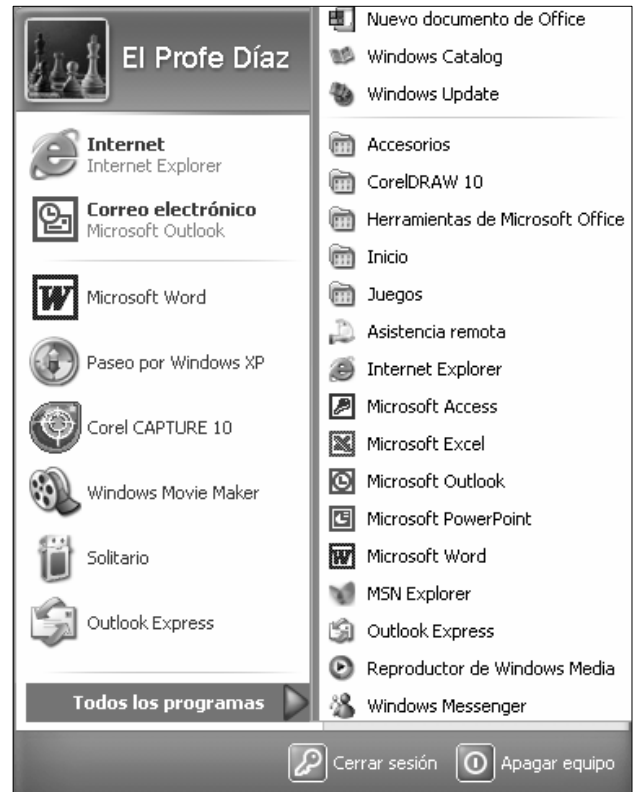 El Profe Díaz
Internet
Internet Explorer
Correo electrónico
Microsoft Outlook
Microsoft Word
Paseo por Windows XP
Corel CAPTURE 10
Windows Movie Maker
Solitario
Outlook Express
Todos los programas
Nuevo documento de Office
Windows Catalog
Windows Update
Accesorios
CorelDRAW 10
Herramientas de Microsoft Office
Inicio
Juegos
Asistencia remota
Internet Explorer
Microsoft Access
Microsoft Excel
Microsoft Outlook
Microsoft PowerPoint
Microsoft Word
MSN Explorer
Outlook Express
Reproductor de Windows Media
Windows Messenger
Cerrar sesión
Apagar equipo